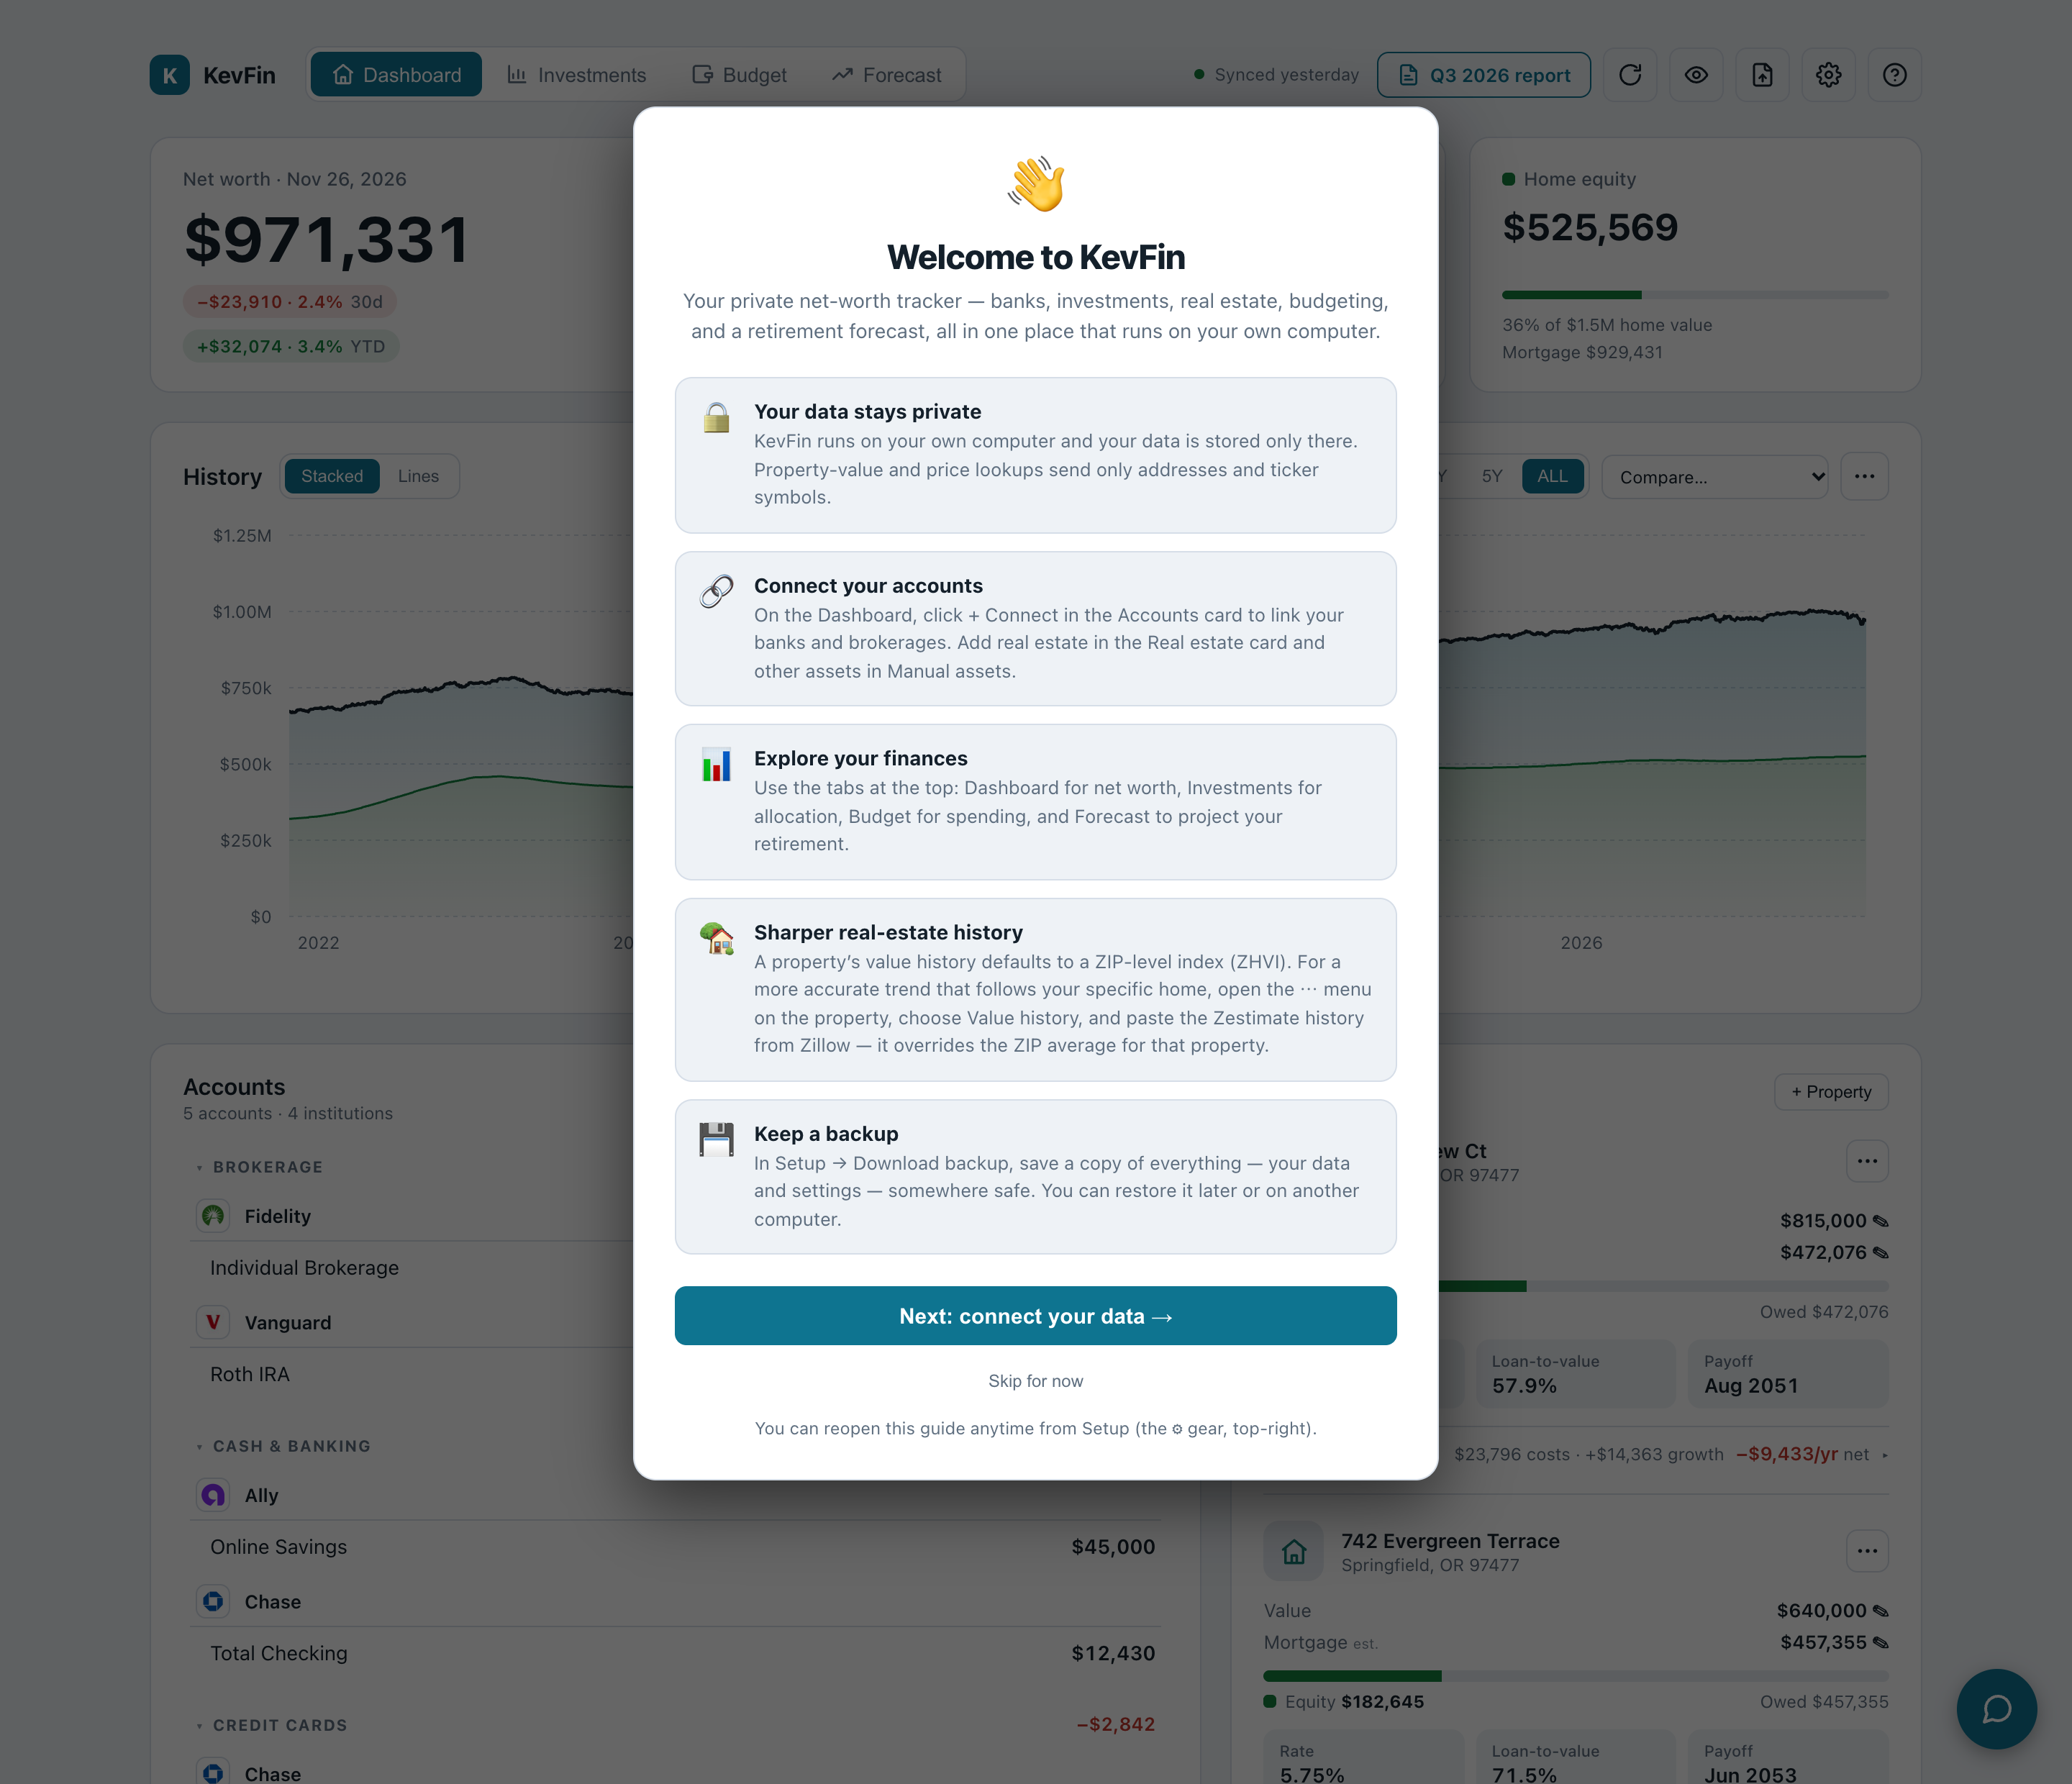 K KevFin
Dashboard
Investments
Budget
Forecast
Synced yesterday
Q3 2026 report
Net worth · Nov 26, 2026
$971,331
−$23,910 · 2.4% 30d
+$32,074 · 3.4% YTD
Home equity
$525,569
36% of $1.5M home value
Mortgage $929,431
History
Stacked
Lines
5Y
ALL
Compare...
$1.25M
$1.00M
$750k
$500k
$250k
$0
2022
2026
👋
Welcome to KevFin
Your private net-worth tracker — banks, investments, real estate, budgeting,
and a retirement forecast, all in one place that runs on your own computer.
Your data stays private
KevFin runs on your own computer and your data is stored only there.
Property-value and price lookups send only addresses and ticker
symbols.
Connect your accounts
On the Dashboard, click + Connect in the Accounts card to link your
banks and brokerages. Add real estate in the Real estate card and
other assets in Manual assets.
Explore your finances
Use the tabs at the top: Dashboard for net worth, Investments for
allocation, Budget for spending, and Forecast to project your
retirement.
Sharper real-estate history
A property’s value history defaults to a ZIP-level index (ZHVI). For a
more accurate trend that follows your specific home, open the ··· menu
on the property, choose Value history, and paste the Zestimate history
from Zillow — it overrides the ZIP average for that property.
Keep a backup
In Setup → Download backup, save a copy of everything — your data
and settings — somewhere safe. You can restore it later or on another
computer.
Next: connect your data →
Skip for now
You can reopen this guide anytime from Setup (the ⚙ gear, top-right).
Accounts
5 accounts · 4 institutions
BROKERAGE
Fidelity
Individual Brokerage
Vanguard
Roth IRA
CASH & BANKING
Ally
Online Savings $45,000
Chase
Total Checking $12,430
CREDIT CARDS −$2,842
Chase
+ Property
Ct
OR 97477
$815,000
$472,076
Owed $472,076
Loan-to-value
57.9%
Payoff
Aug 2051
$23,796 costs · +$14,363 growth −$9,433/yr net
742 Evergreen Terrace
Springfield, OR 97477
Value $640,000
Mortgage est. $457,355
Equity $182,645 Owed $457,355
Rate
5.75%
Loan-to-value
71.5%
Payoff
Jun 2053